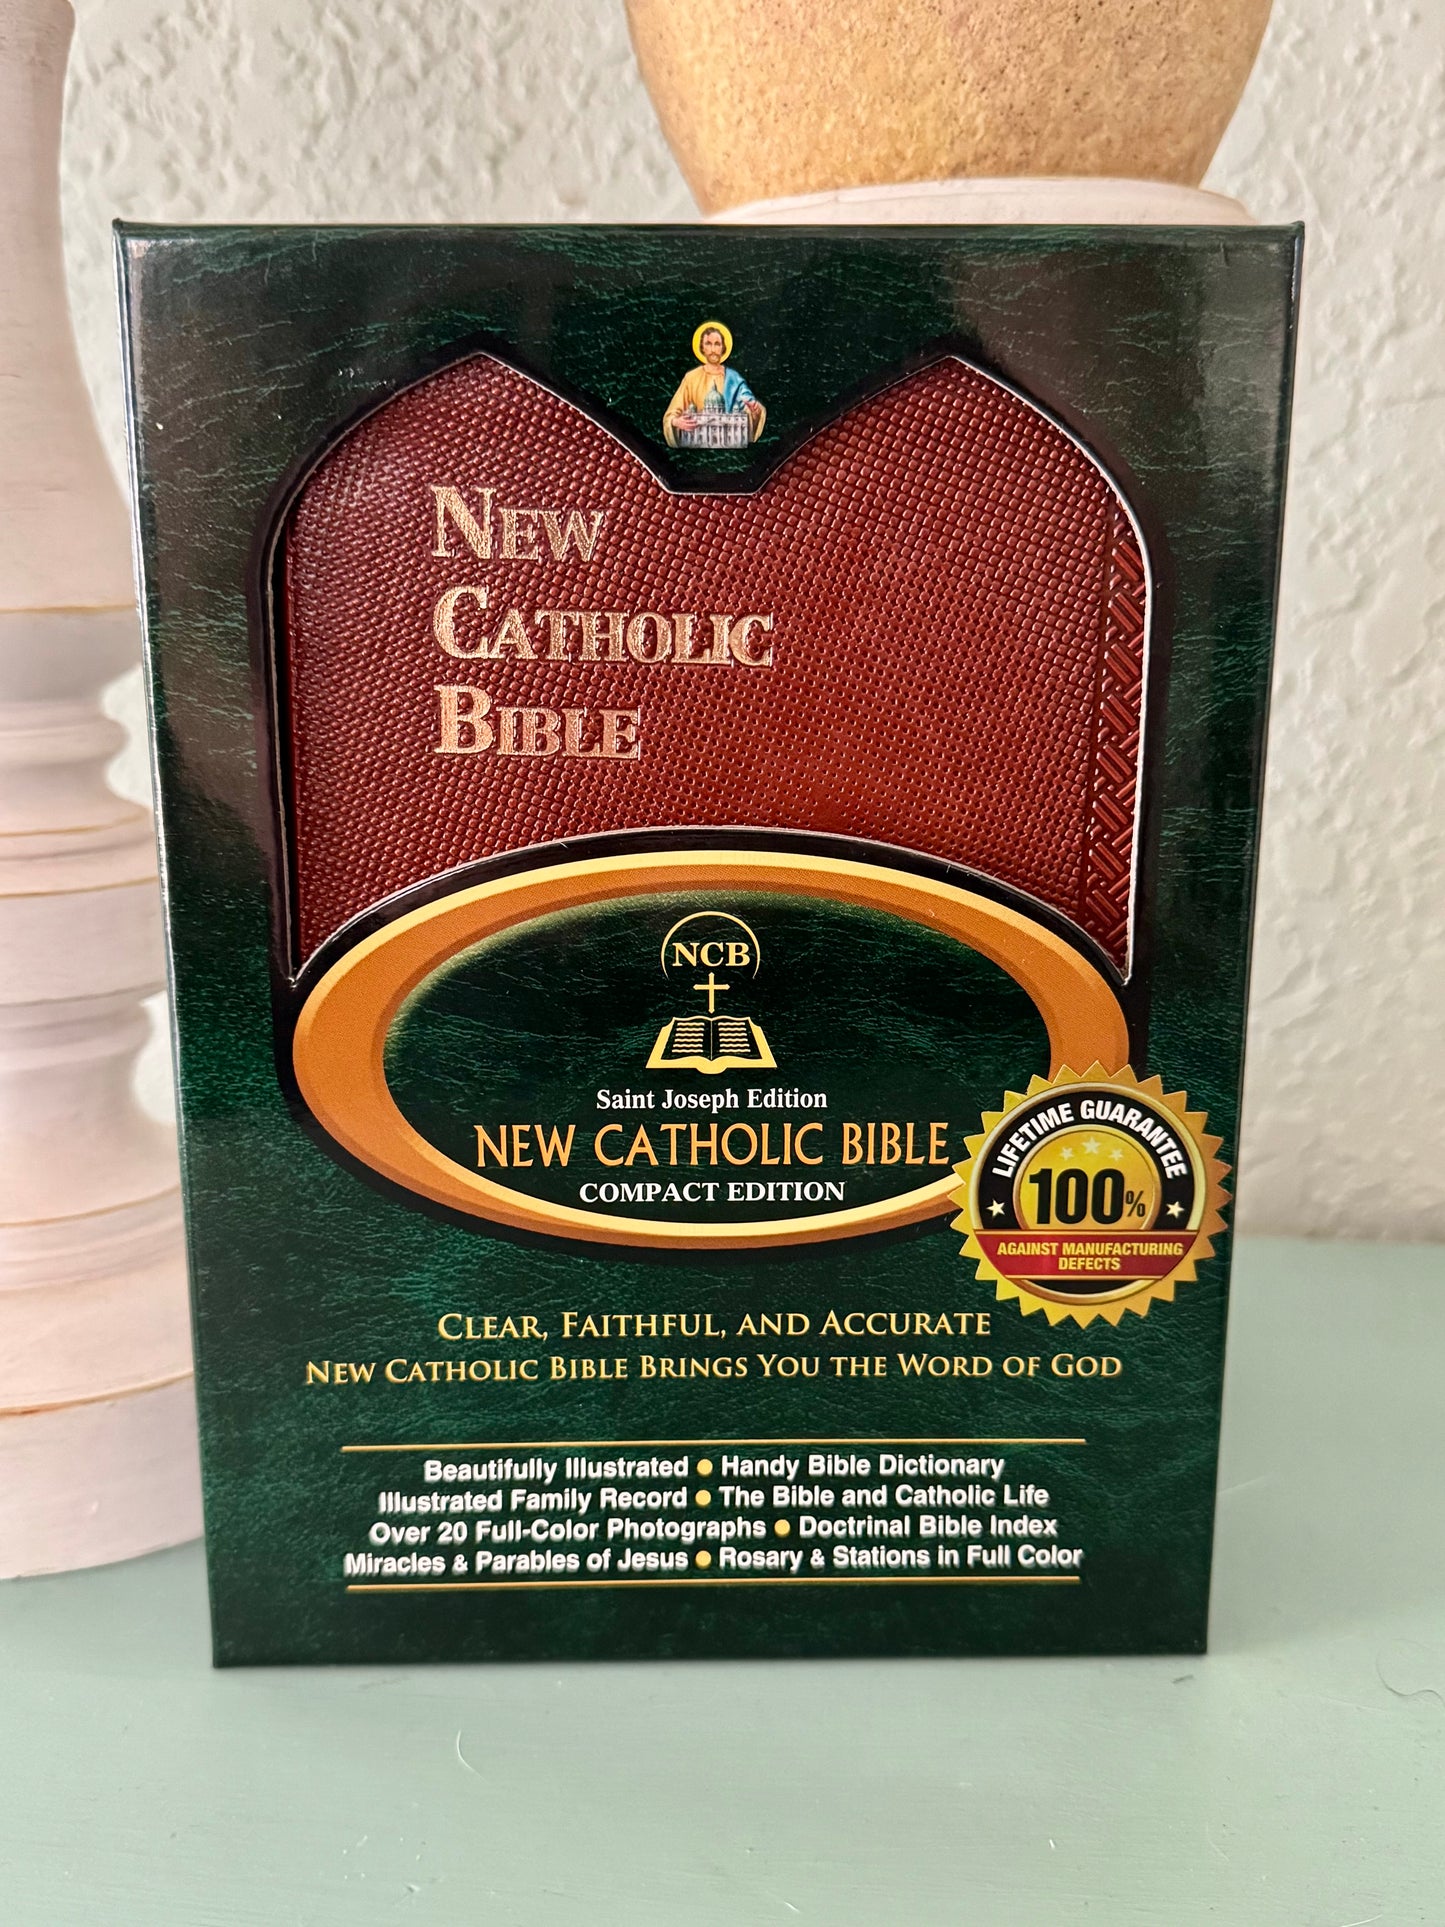 NEW
CATHOLIC
BIBLE
NCB
Saint Joseph Edition
NEW CATHOLIC BIBLE
COMPACT EDITION
LIFETIME GUARANTEE
100%
AGAINST MANUFACTURING
DEFECTS
CLEAR, FAITHFUL, AND ACCURATE
NEW CATHOLIC BIBLE BRINGS YOU THE WORD OF GOD
Beautifully Illustrated • Handy Bible Dictionary
Illustrated Family Record • The Bible and Catholic Life
Over 20 Full-Color Photographs • Doctrinal Bible Index
Miracles & Parables of Jesus • Rosary & Stations in Full Color